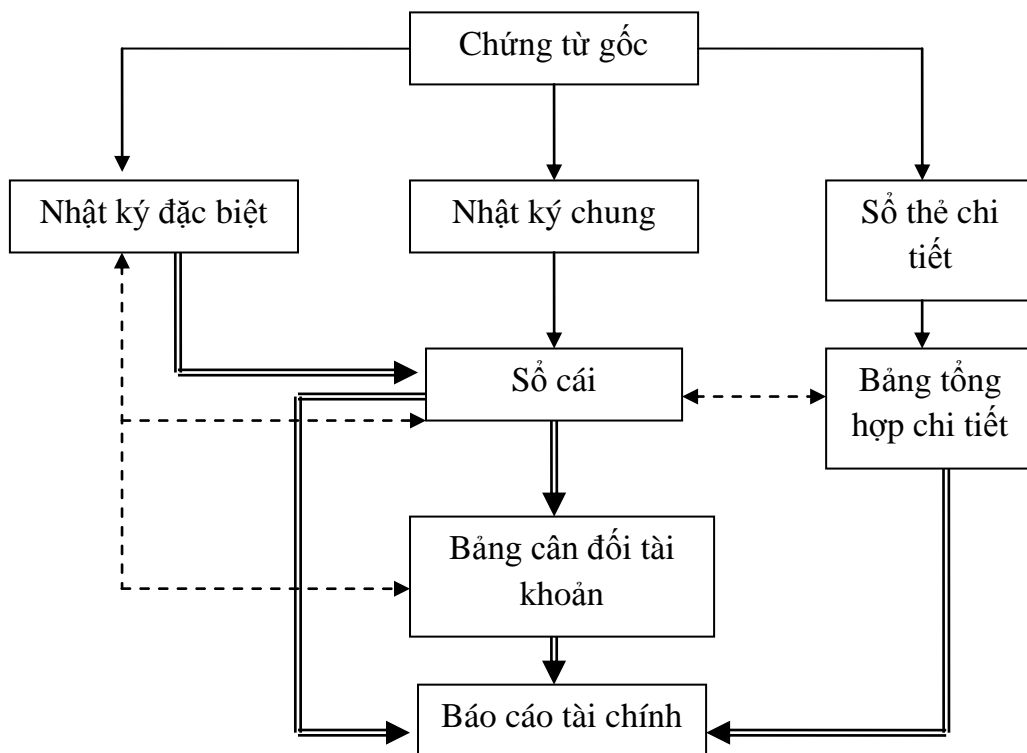 Chứng từ gốc
Nhật ký đặc biệt
Nhật ký chung
Sổ thẻ chi
tiết
Sổ cái
Bảng tổng
hợp chi tiết
Bảng cân đối tài
khoản
Báo cáo tài chính